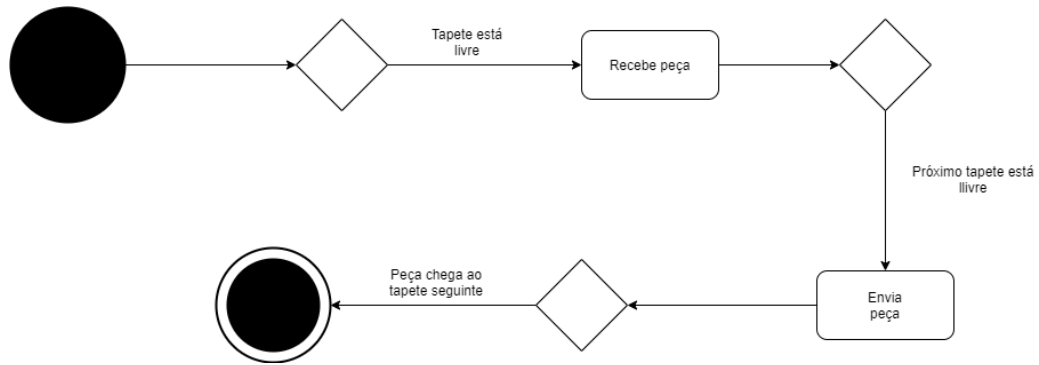 Tapete está
livre
Recebe peça
Próximo tapete está
llivre
Peça chega ao
tapete seguinte
Envia
peça